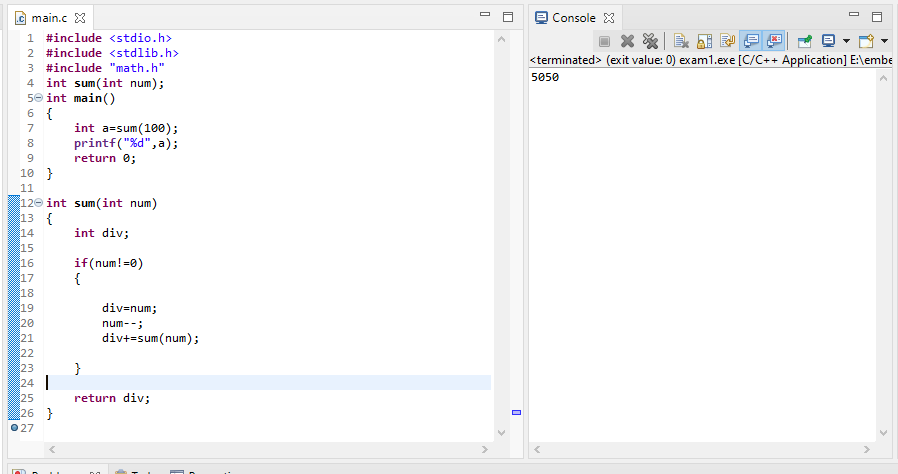 main.c
1 #include <stdio.h>
2 #include <stdlib.h>
3 #include "math.h"
4 int sum(int num);
5 int main()
6 {
7     int a=sum(100);
8     printf("%d",a);
9     return 0;
10 }
11
12 int sum(int num)
13 {
14     int div;
15
16     if(num!=0)
17     {
18
19         div=num;
20         num--;
21         div+=sum(num);
22
23     }
24
25     return div;
26 }
27
Console
<terminated> (exit value: 0) exam1.exe [C/C++ Application] E:\embe
5050